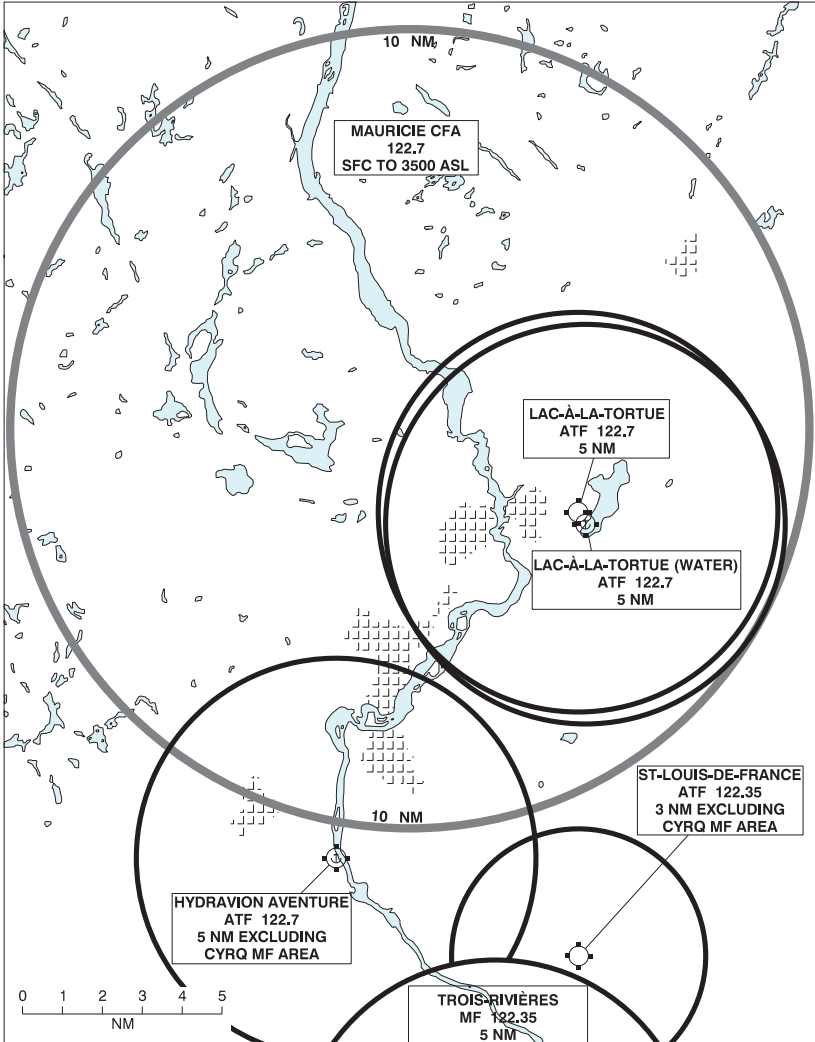 10 NM
MAURICIE CFA
122.7
SFC TO 3500 ASL
LAC-À-LA-TORTUE
ATF 122.7
5 NM
LAC-À-LA-TORTUE (WATER)
ATF 122.7
5 NM
ST-LOUIS-DE-FRANCE
ATF 122.35
3 NM EXCLUDING
CYRQ MF AREA
10 NM
HYDRAVION AVENTURE
ATF 122.7
5 NM EXCLUDING
CYRQ MF AREA
TROIS-RIVIÈRES
MF 122.35
5 NM
0 1 2 3 4 5
NM